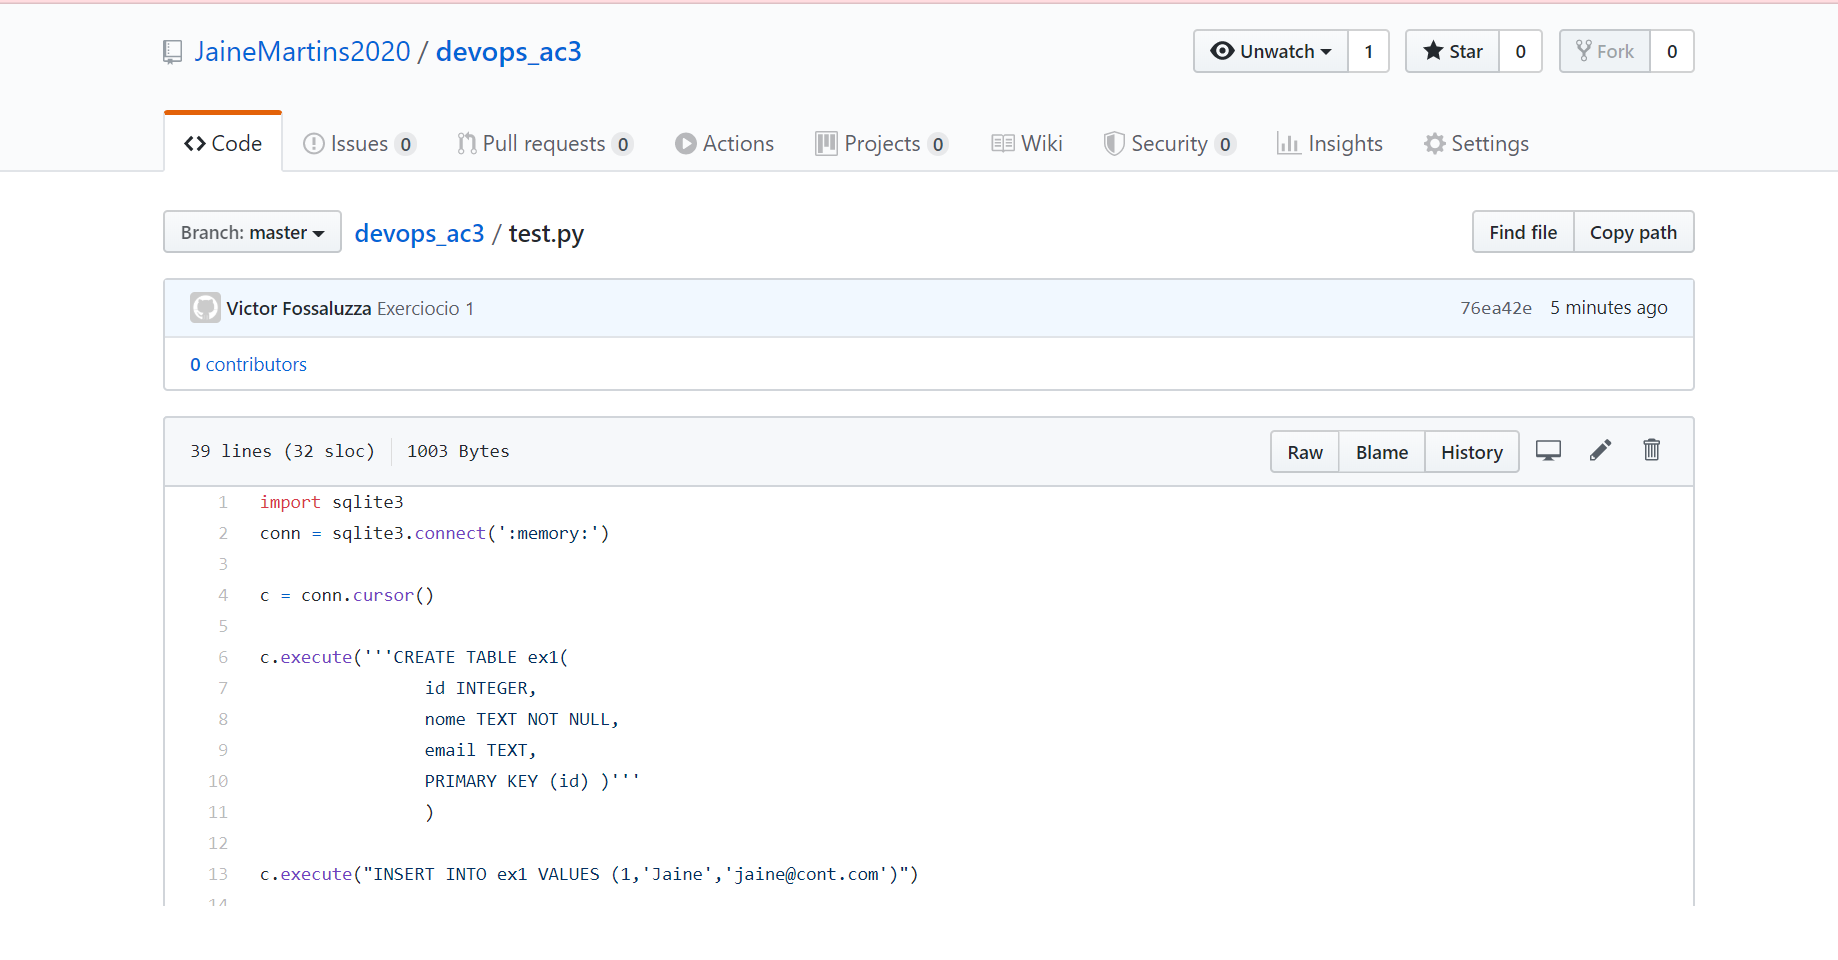 JaineMartins2020 / devops_ac3
Unwatch 1 Star 0 Fork 0
Code Issues 0 Pull requests 0 Actions Projects 0 Wiki Security 0 Insights Settings
Branch: master devops_ac3 / test.py Find file Copy path
Victor Fossaluzza Exerciocio 1 76ea42e 5 minutes ago
0 contributors
39 lines (32 sloc) 1003 Bytes Raw Blame History
1 import sqlite3
2 conn = sqlite3.connect(':memory:')
3
4 c = conn.cursor()
5
6 c.execute('''CREATE TABLE ex1(
7 id INTEGER,
8 nome TEXT NOT NULL,
9 email TEXT,
10 PRIMARY KEY (id) )'''
11 )
12
13 c.execute("INSERT INTO ex1 VALUES (1,'Jaine','jaine@cont.com')")
14